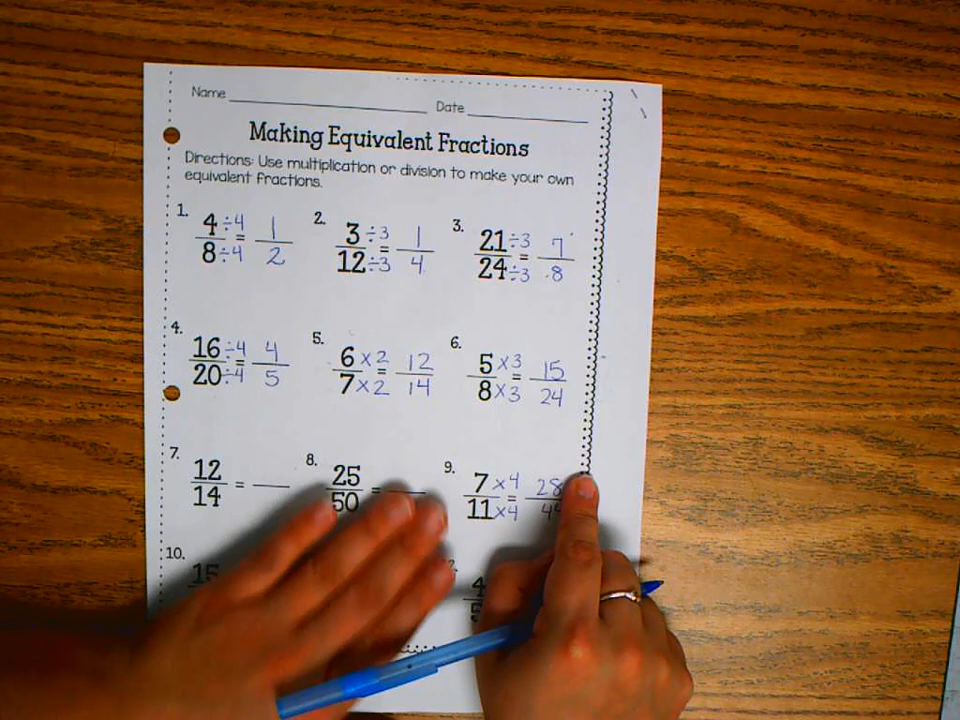 Name Date
Making Equivalent Fractions
Directions: Use multiplication or division to make your own
equivalent fractions.
1. 4/8 ÷4/÷4 = 1/2
2. 3/12 ÷3/÷3 = 1/4
3. 21/24 ÷3/÷3 = 7/8
4. 16/20 ÷4/÷4 = 4/5
5. 6/7 ×2/×2 = 12/14
6. 5/8 ×3/×3 = 15/24
7. 12/14 =
8. 25/50 =
9. 7/11 ×4/×4 = 28/44
10. 15
4